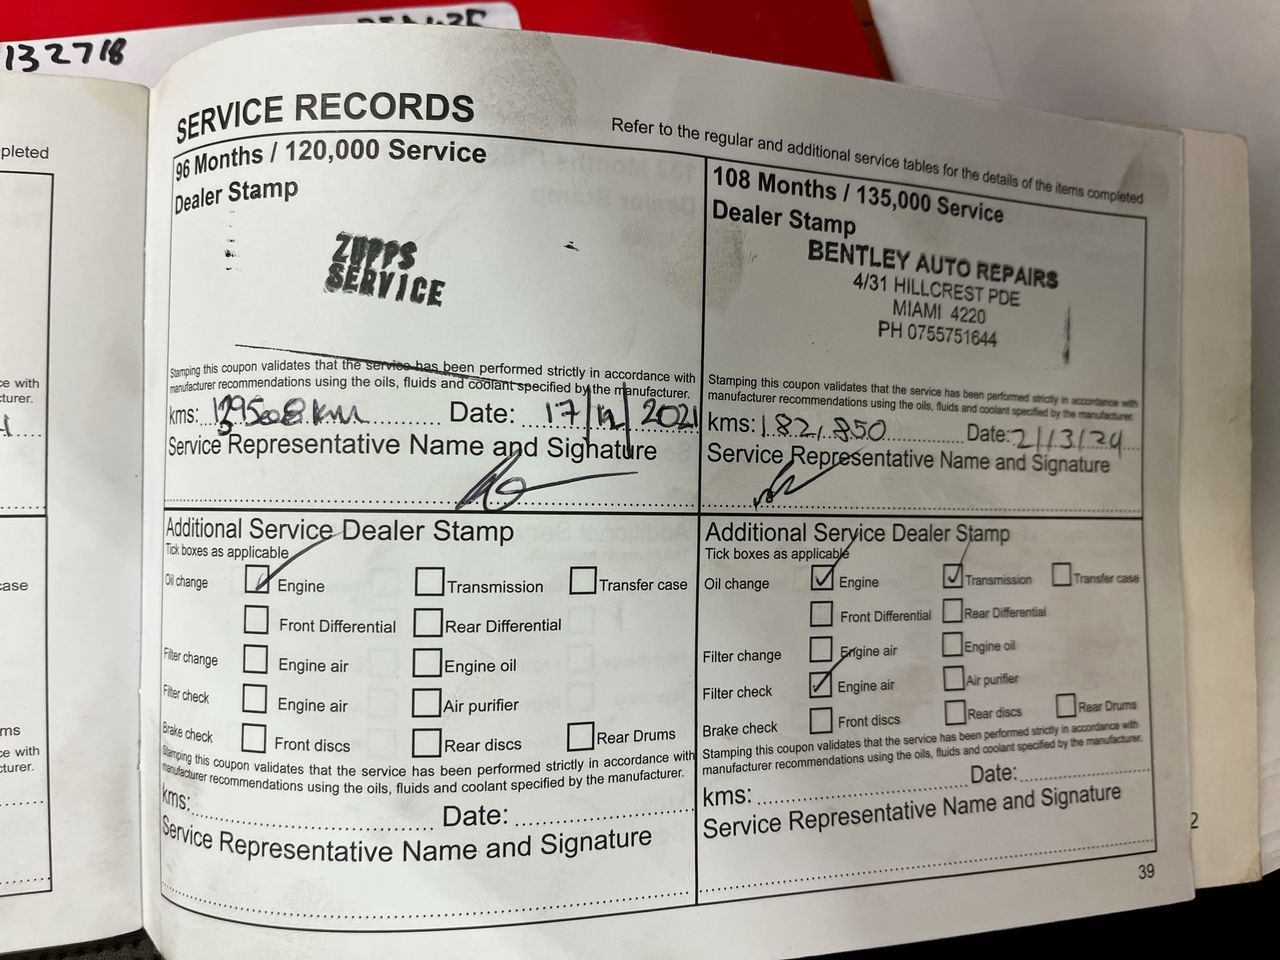 132718
SERVICE RECORDS
Refer to the regular and additional service tables for the details of the items completed
96 Months / 120,000 Service
Dealer Stamp
ZUPPS
SERVICE
Stamping this coupon validates that the service has been performed strictly in accordance with
manufacturer recommendations using the oils, fluids and coolant specified by the manufacturer.
kms: km Date: 17/12/2021
Service Representative Name and Signature
Additional Service Dealer Stamp
Tick boxes as applicable
Oil change Engine Transmission Transfer case
Front Differential Rear Differential
Filter change Engine air Engine oil
Filter check Engine air Air purifier
Brake check Front discs Rear discs Rear Drums
Stamping this coupon validates that the service has been performed strictly in accordance with
manufacturer recommendations using the oils, fluids and coolant specified by the manufacturer.
kms: Date:
Service Representative Name and Signature
108 Months / 135,000 Service
Dealer Stamp
BENTLEY AUTO REPAIRS
4/31 HILLCREST PDE
MIAMI 4220
PH 0755751644
Stamping this coupon validates that the service has been performed strictly in accordance with
manufacturer recommendations using the oils, fluids and coolant specified by the manufacturer.
kms: 182,850 Date:
Service Representative Name and Signature
Additional Service Dealer Stamp
Tick boxes as applicable
Oil change Engine Transmission Transfer case
Front Differential Rear Differential
Filter change Engine air Engine oil
Filter check Engine air Air purifier
Brake check Front discs Rear discs Rear Drums
Stamping this coupon validates that the service has been performed strictly in accordance with
manufacturer recommendations using the oils, fluids and coolant specified by the manufacturer.
kms: Date:
Service Representative Name and Signature
39